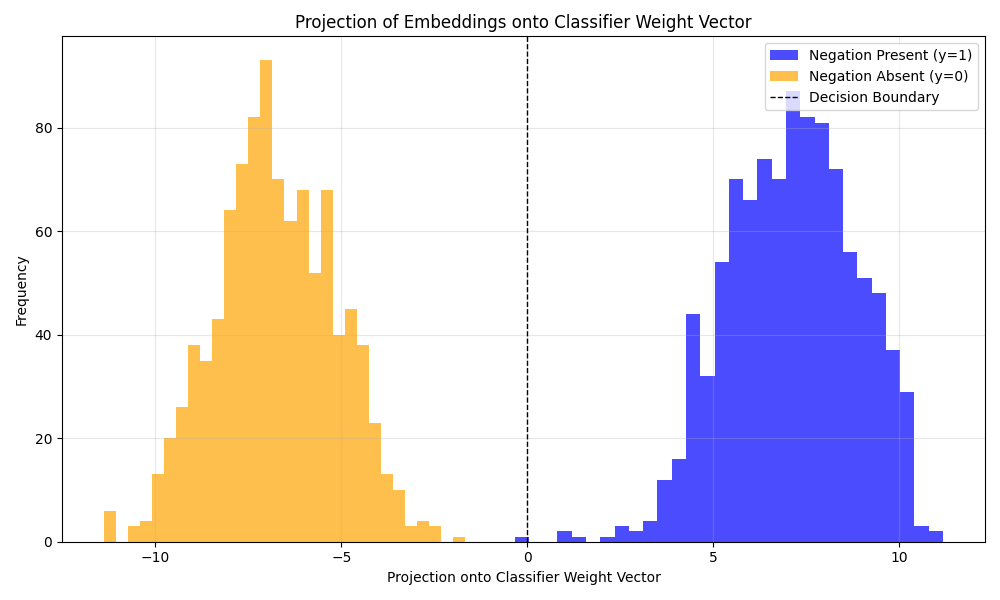 Projection of Embeddings onto Classifier Weight Vector
Negation Present (y=1)
Negation Absent (y=0)
Decision Boundary
Frequency
80
60
40
20
0
−10
−5
0
5
10
Projection onto Classifier Weight Vector